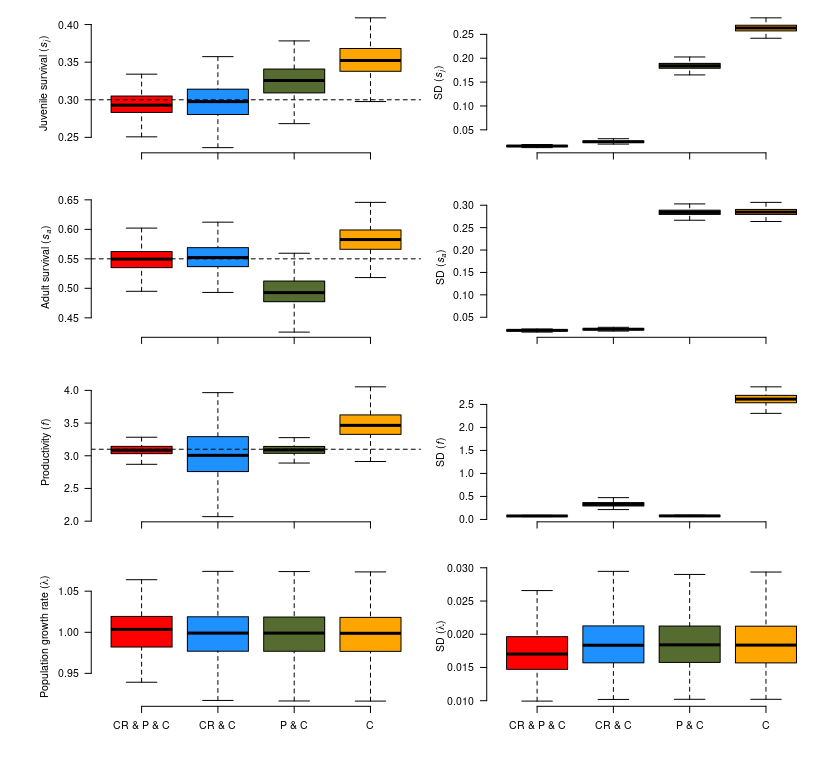 Juvenile survival (sj)
0.40
0.35
0.30
0.25
SD (sj)
0.25
0.20
0.15
0.10
0.05
Adult survival (sa)
0.65
0.60
0.55
0.50
0.45
SD (sa)
0.30
0.25
0.20
0.15
0.10
0.05
Productivity (f)
4.0
3.5
3.0
2.5
2.0
SD (f)
2.5
2.0
1.5
1.0
0.5
0.0
Population growth rate (λ)
1.05
1.00
0.95
SD (λ)
0.030
0.025
0.020
0.015
0.010
CR & P & C
CR & C
P & C
C
CR & P & C
CR & C
P & C
C